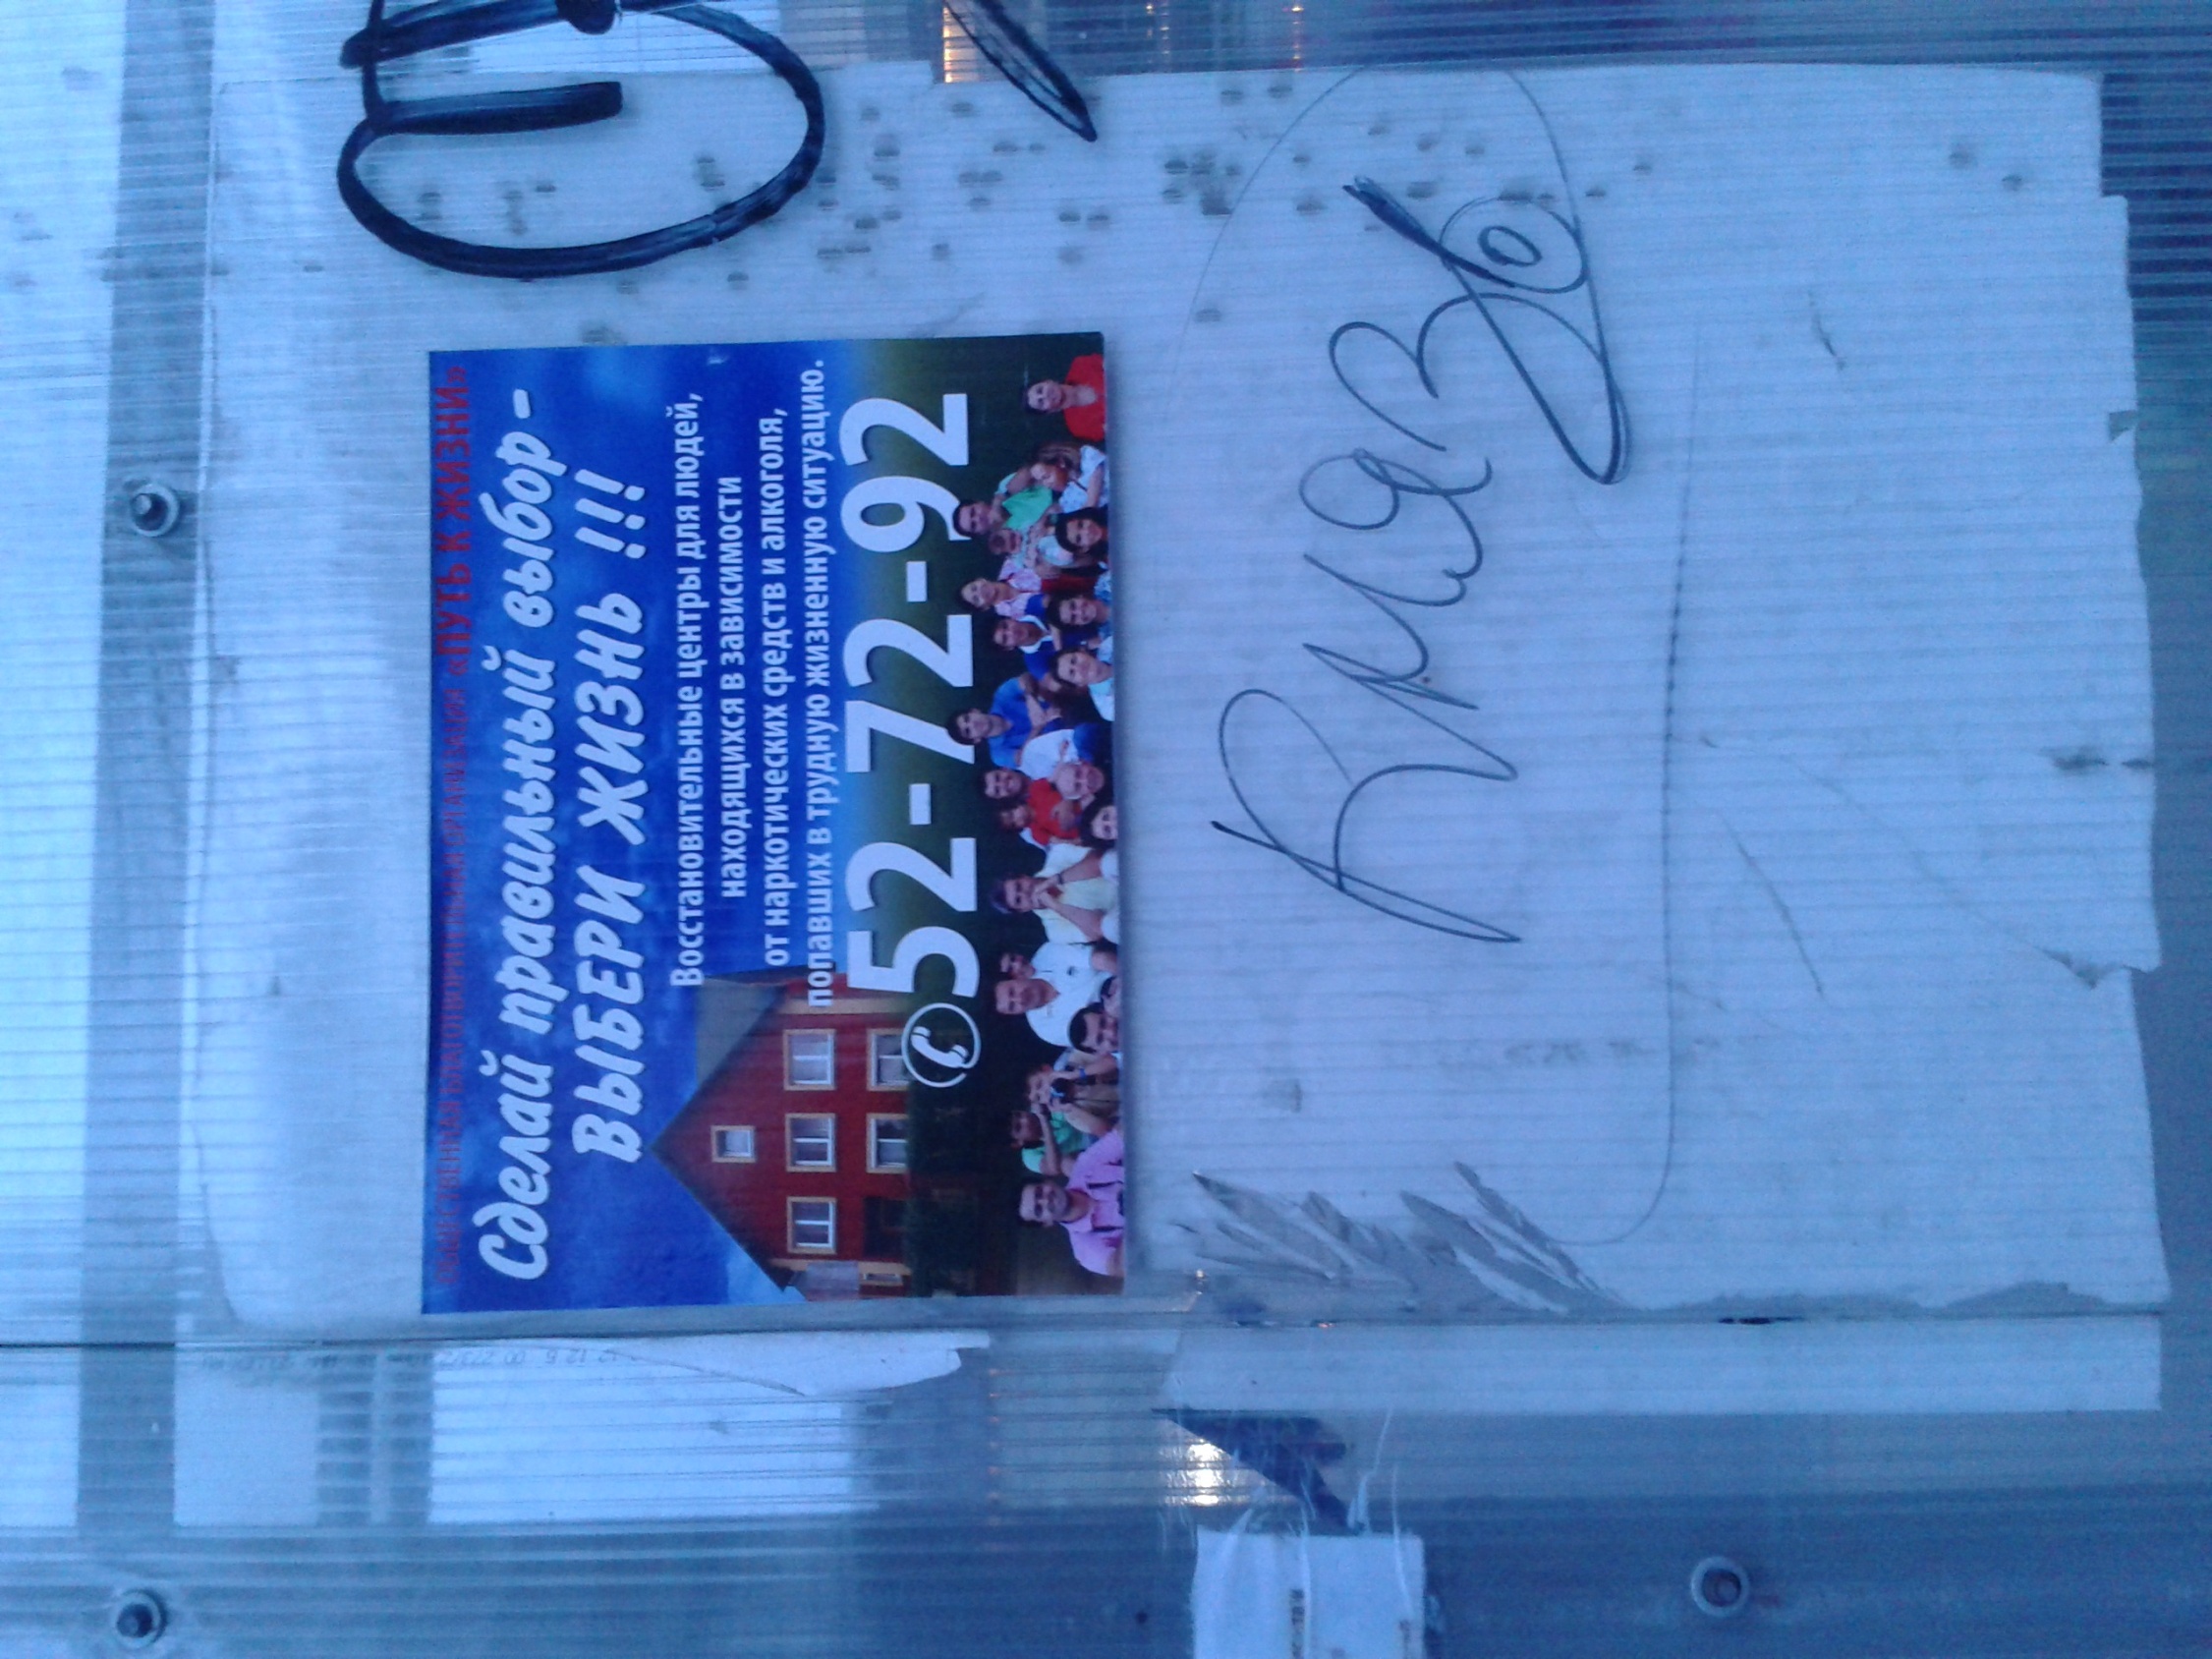 ОБЩЕСТВЕННАЯ БЛАГОТВОРИТЕЛЬНАЯ ОРГАНИЗАЦИЯ «ПУТЬ К ЖИЗНИ»
Сделай правильный выбор -
ВЫБЕРИ ЖИЗНЬ !!!
Восстановительные центры для людей,
находящихся в зависимости
от наркотических средств и алкоголя,
попавших в трудную жизненную ситуацию.
52-72-92
Князь